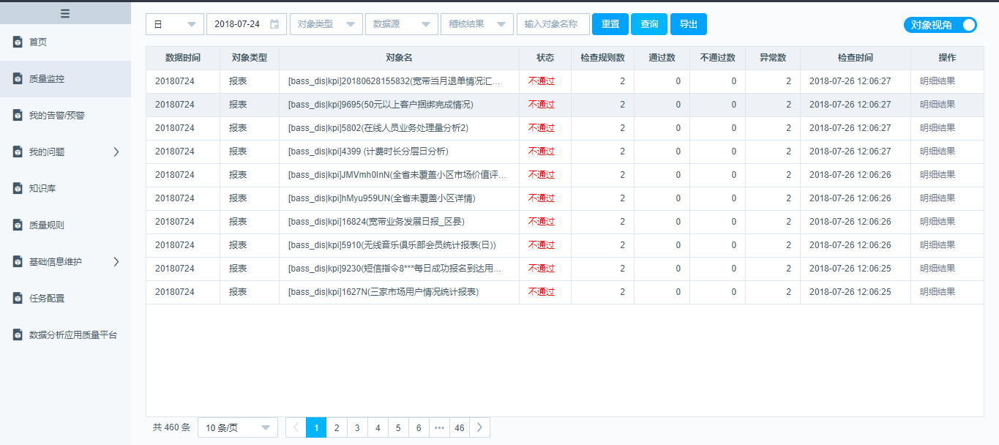 首页
质量监控
我的告警/预警
我的问题
知识库
质量规则
基础信息维护
任务配置
数据分析应用质量平台
日 2018-07-24 对象类型 数据源 稽核结果 输入对象名称 重置 查询 导出 对象视角
数据时间 对象类型 对象名 状态 检查规则数 通过数 不通过数 异常数 检查时间 操作
20180724 报表 [bass_dis|kpi]20180628155832(宽带当月退单情况汇... 不通过 2 0 0 2 2018-07-26 12:06:27 明细结果
20180724 报表 [bass_dis|kpi]9695(50元以上客户捆绑完成情况) 不通过 2 0 0 2 2018-07-26 12:06:27 明细结果
20180724 报表 [bass_dis|kpi]5802(在线人员业务处理量分析2) 不通过 2 0 0 2 2018-07-26 12:06:27 明细结果
20180724 报表 [bass_dis|kpi]4399 (计费时长分层日分析) 不通过 2 0 0 2 2018-07-26 12:06:27 明细结果
20180724 报表 [bass_dis|kpi]JMVmh0InN(全省未覆盖小区市场价值评... 不通过 2 0 0 2 2018-07-26 12:06:26 明细结果
20180724 报表 [bass_dis|kpi]hMyu959UN(全省未覆盖小区详情) 不通过 2 0 0 2 2018-07-26 12:06:26 明细结果
20180724 报表 [bass_dis|kpi]16824(宽带业务发展日报_区县) 不通过 2 0 0 2 2018-07-26 12:06:26 明细结果
20180724 报表 [bass_dis|kpi]5910(无线音乐俱乐部会员统计报表(日)) 不通过 2 0 0 2 2018-07-26 12:06:26 明细结果
20180724 报表 [bass_dis|kpi]9230(短信指令8***每日成功报名到达用... 不通过 2 0 0 2 2018-07-26 12:06:25 明细结果
20180724 报表 [bass_dis|kpi]1627N(三家市场用户情况统计报表) 不通过 2 0 0 2 2018-07-26 12:06:25 明细结果
共 460 条 10 条/页 1 2 3 4 5 6 ••• 46